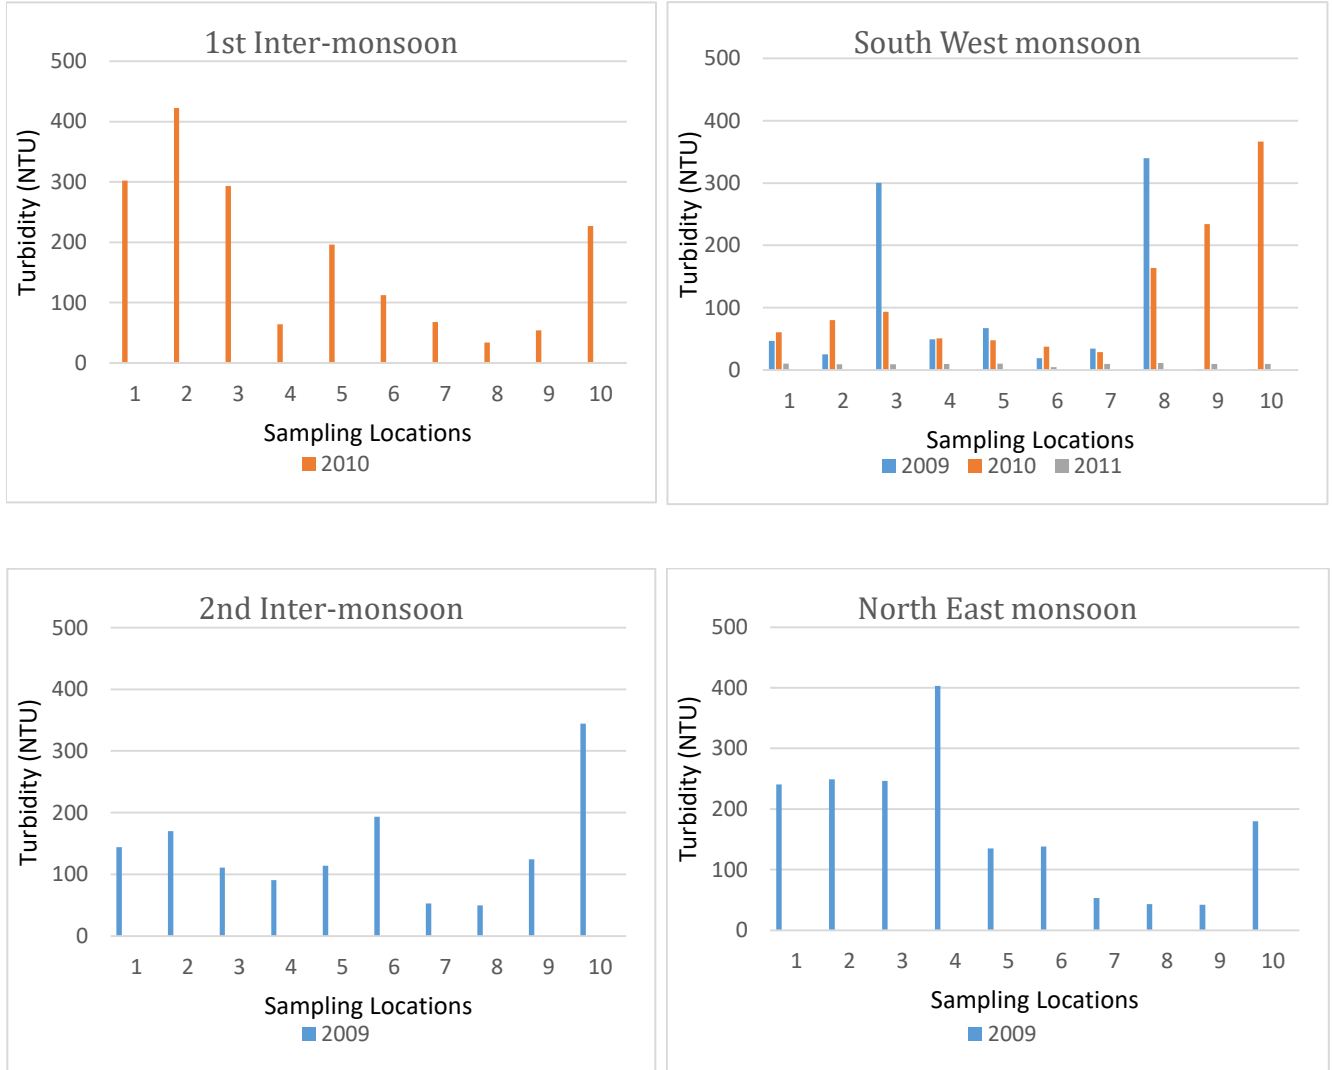 1st Inter-monsoon
500
400
300
200
100
0
Turbidity (NTU)
1 2 3 4 5 6 7 8 9 10
Sampling Locations
2010
South West monsoon
500
400
300
200
100
0
Turbidity (NTU)
1 2 3 4 5 6 7 8 9 10
Sampling Locations
2009 2010 2011
2nd Inter-monsoon
500
400
300
200
100
0
Turbidity (NTU)
1 2 3 4 5 6 7 8 9 10
Sampling Locations
2009
North East monsoon
500
400
300
200
100
0
Turbidity (NTU)
1 2 3 4 5 6 7 8 9 10
Sampling Locations
2009